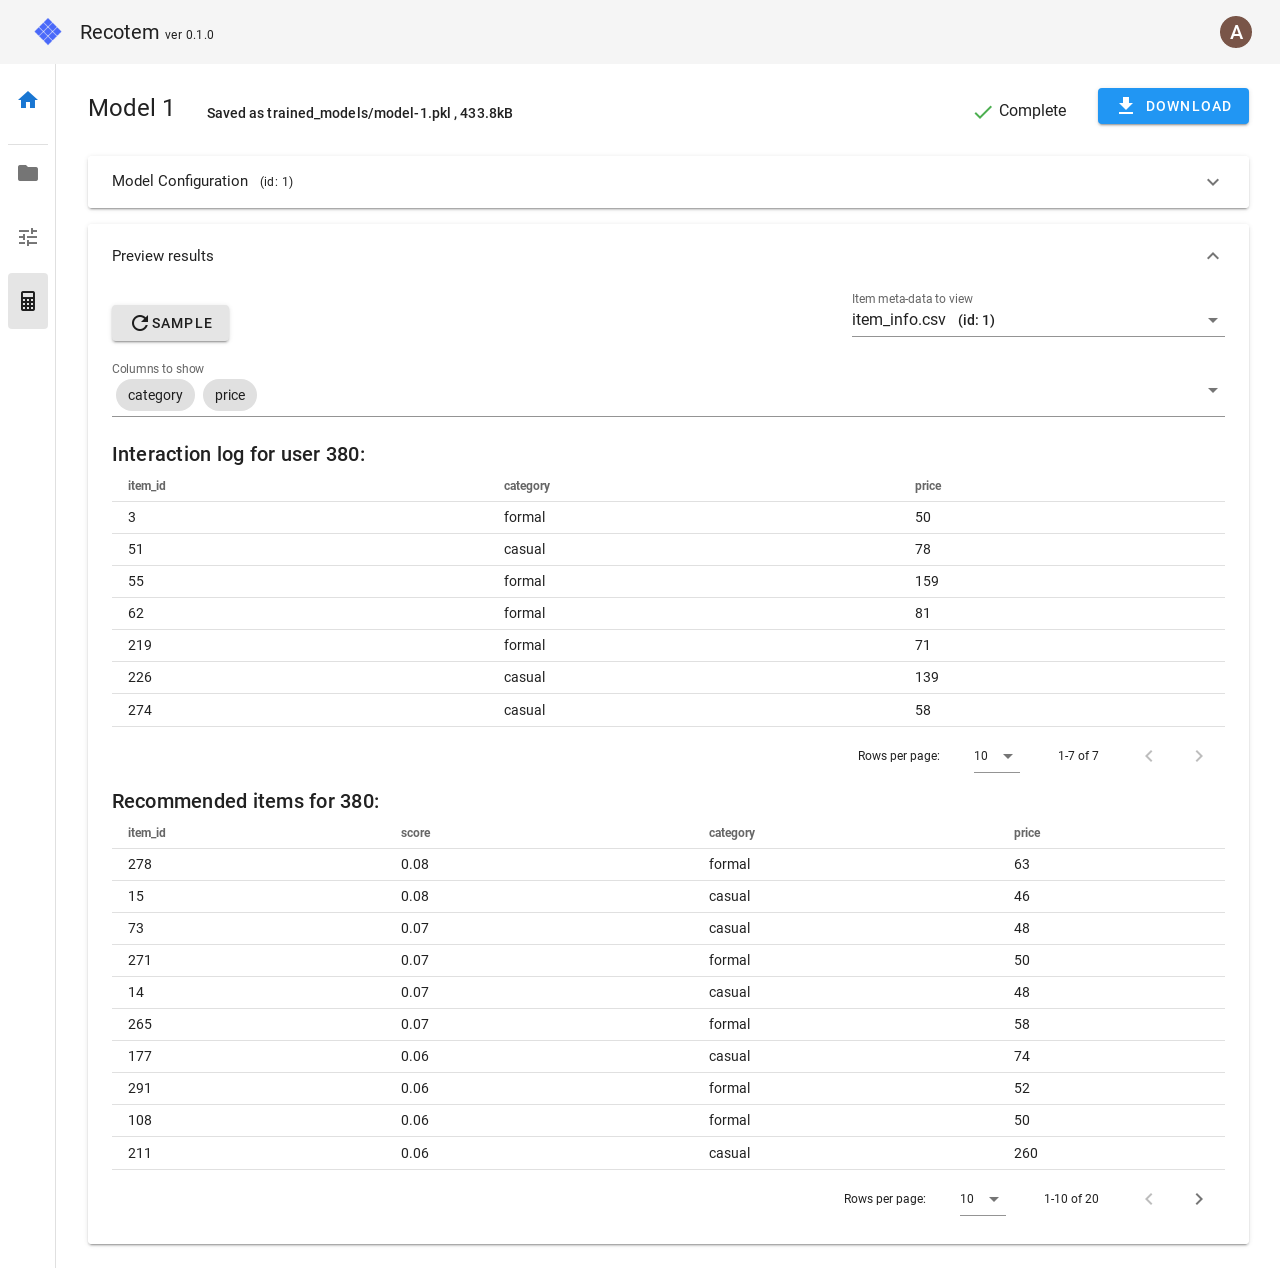 Recotem ver 0.1.0
A
Model 1 Saved as trained_models/model-1.pkl , 433.8kB Complete DOWNLOAD
Model Configuration (id: 1)
Preview results
SAMPLE
Item meta-data to view
item_info.csv (id: 1)
Columns to show
category price
Interaction log for user 380:
item_id category price
3 formal 50
51 casual 78
55 formal 159
62 formal 81
219 formal 71
226 casual 139
274 casual 58
Rows per page: 10 1-7 of 7
Recommended items for 380:
item_id score category price
278 0.08 formal 63
15 0.08 casual 46
73 0.07 casual 48
271 0.07 formal 50
14 0.07 casual 48
265 0.07 formal 58
177 0.06 casual 74
291 0.06 formal 52
108 0.06 formal 50
211 0.06 casual 260
Rows per page: 10 1-10 of 20